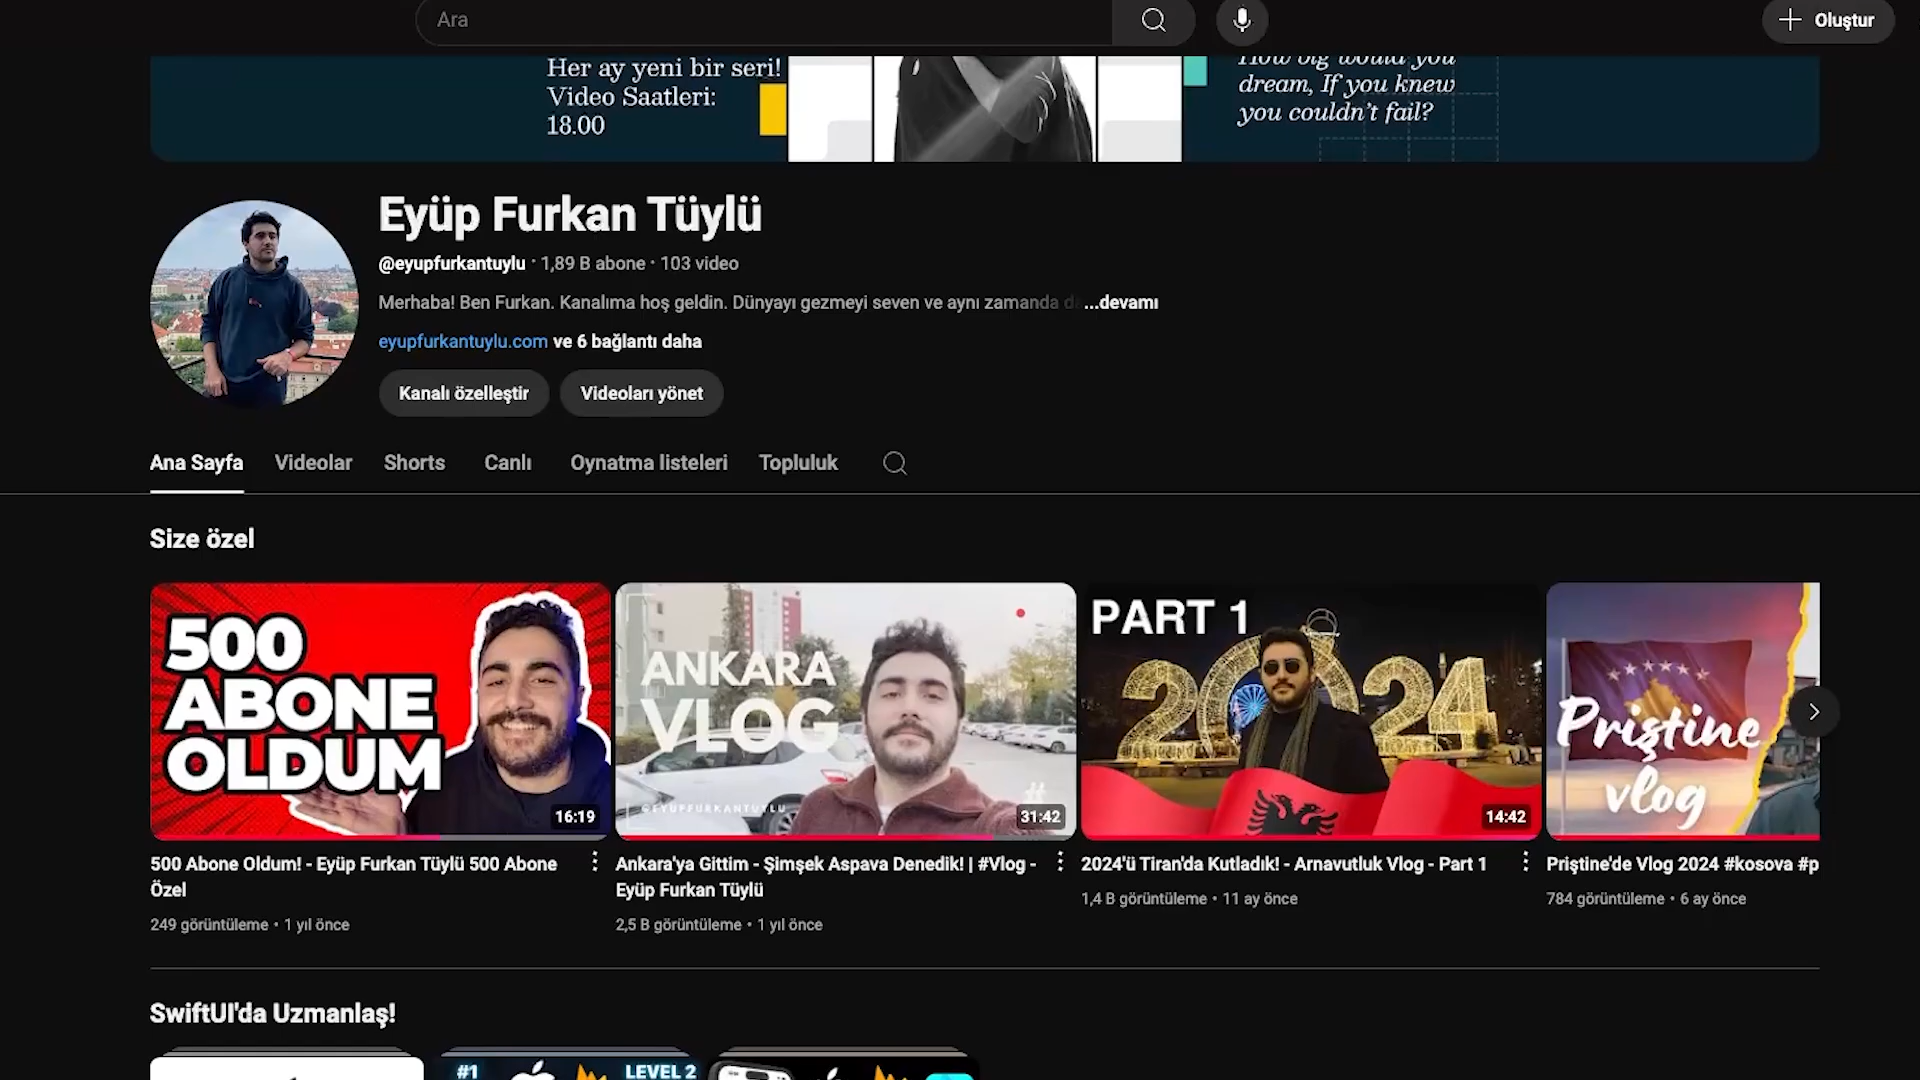 Ara
Oluştur
Her ay yeni bir seri!
Video Saatleri:
18.00
How big would you
dream, If you knew
you couldn't fail?
Eyüp Furkan Tüylü
@eyupfurkantuylu · 1,89 B abone · 103 video
Merhaba! Ben Furkan. Kanalıma hoş geldin. Dünyayı gezmeyi seven ve aynı zamanda ...devamı
eyupfurkantuylu.com ve 6 bağlantı daha
Kanalı özelleştir
Videoları yönet
Ana Sayfa
Videolar
Shorts
Canlı
Oynatma listeleri
Topluluk
Size özel
500
ABONE
OLDUM
16:19
ANKARA
VLOG
@EYUPFURKANTUYLU
#
31:42
PART 1
2024
14:42
Priştine
vlog
500 Abone Oldum! - Eyüp Furkan Tüylü 500 Abone
Özel
249 görüntüleme • 1 yıl önce
Ankara'ya Gittim - Şimşek Aspava Denedik! | #Vlog -
Eyüp Furkan Tüylü
2,5 B görüntüleme • 1 yıl önce
2024'ü Tiran'da Kutladık! - Arnavutluk Vlog - Part 1
1,4 B görüntüleme • 11 ay önce
Priştine'de Vlog 2024 #kosova #p
784 görüntüleme • 6 ay önce
SwiftUI'da Uzmanlaş!
#1
LEVEL 2